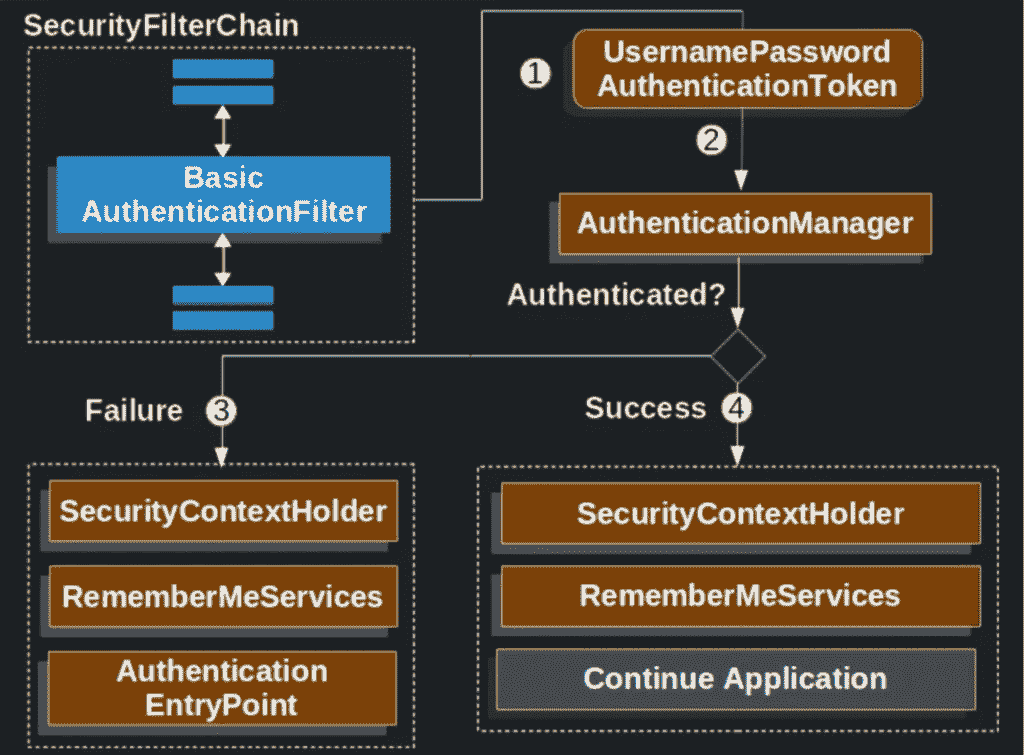 SecurityFilterChain
Basic
AuthenticationFilter
1
UsernamePassword
AuthenticationToken
2
AuthenticationManager
Authenticated?
Failure
3
Success
4
SecurityContextHolder
RememberMeServices
Authentication
EntryPoint
SecurityContextHolder
RememberMeServices
Continue Application